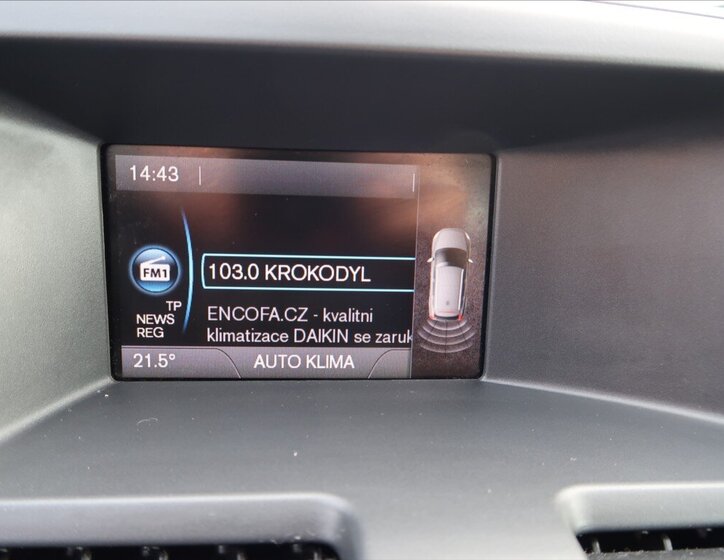 14:43
FM1
103.0 KROKODYL
TP
NEWS
REG
ENCOFA.CZ - kvalitní
klimatizace DAIKIN se zaruk
21.5°
AUTO KLIMA